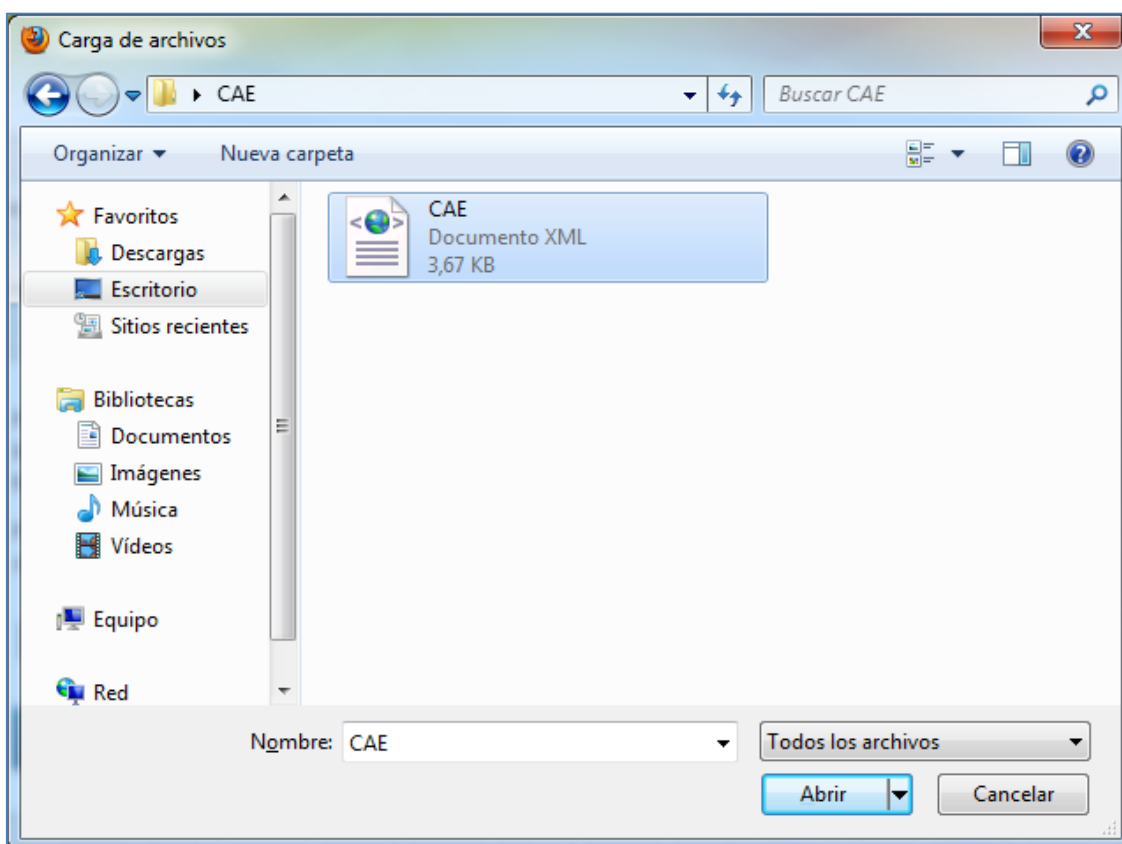 Carga de archivos
CAE
Buscar CAE
Organizar
Nueva carpeta
Favoritos
Descargas
Escritorio
Sitios recientes
Bibliotecas
Documentos
Imágenes
Música
Vídeos
Equipo
Red
CAE
Documento XML
3,67 KB
Nombre: CAE
Todos los archivos
Abrir
Cancelar